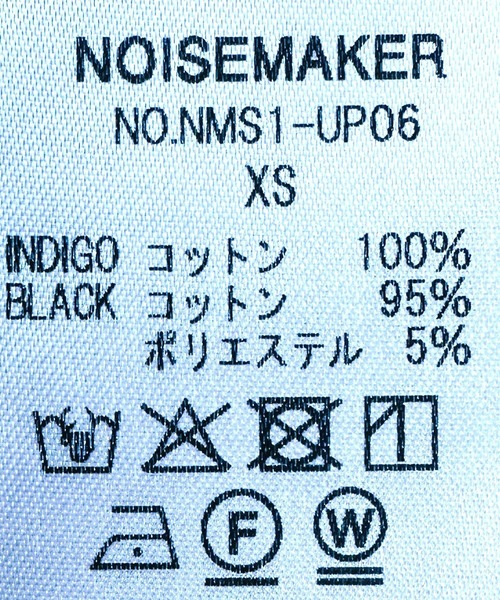 NOISEMAKER
NO.NMS1-UP06
XS
INDIGO コットン 100%
BLACK コットン 95%
ポリエステル 5%
F W